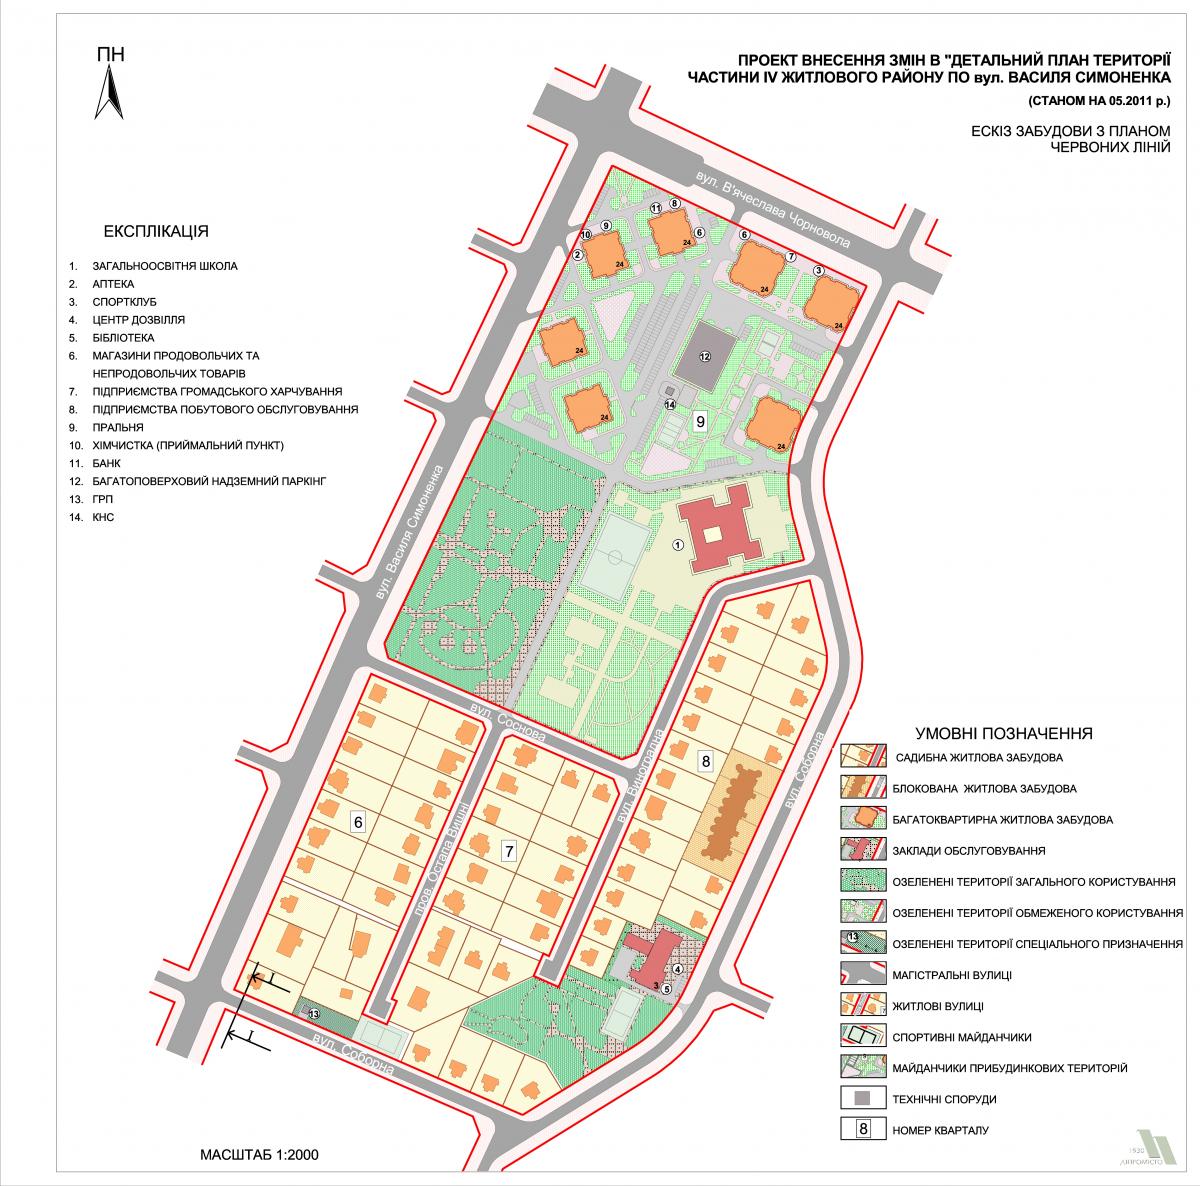 ПН
ПРОЕКТ ВНЕСЕННЯ ЗМІН В "ДЕТАЛЬНИЙ ПЛАН ТЕРИТОРІЇ
ЧАСТИНИ IV ЖИТЛОВОГО РАЙОНУ ПО вул. ВАСИЛЯ СИМОНЕНКА
(СТАНОМ НА 05.2011 р.)
ЕСКІЗ ЗАБУДОВИ З ПЛАНОМ
ЧЕРВОНИХ ЛІНІЙ
ЕКСПЛІКАЦІЯ
1. ЗАГАЛЬНООСВІТНЯ ШКОЛА
2. АПТЕКА
3. СПОРТКЛУБ
4. ЦЕНТР ДОЗВІЛЛЯ
5. БІБЛІОТЕКА
6. МАГАЗИНИ ПРОДОВОЛЬЧИХ ТА
НЕПРОДОВОЛЬЧИХ ТОВАРІВ
7. ПІДПРИЄМСТВА ГРОМАДСЬКОГО ХАРЧУВАННЯ
8. ПІДПРИЄМСТВА ПОБУТОВОГО ОБСЛУГОВУВАННЯ
9. ПРАЛЬНЯ
10. ХІМЧИСТКА (ПРИЙМАЛЬНИЙ ПУНКТ)
11. БАНК
12. БАГАТОПОВЕРХОВИЙ НАДЗЕМНИЙ ПАРКІНГ
13. ГРП
14. КНС
вул. В'ячеслава Чорновола
8
11
9
10
6
2
24
24
6
7
3
24
24
24
24
24
12
14
9
1
вул. Василя Симоненка
вул. Соснова
вул. Виноградна
вул. Соборна
пров. Остапа Вишні
6
7
8
4
5
3
13
вул. Соборна
УМОВНІ ПОЗНАЧЕННЯ
САДИБНА ЖИТЛОВА ЗАБУДОВА
БЛОКОВАНА ЖИТЛОВА ЗАБУДОВА
БАГАТОКВАРТИРНА ЖИТЛОВА ЗАБУДОВА
ЗАКЛАДИ ОБСЛУГОВУВАННЯ
ОЗЕЛЕНЕНІ ТЕРИТОРІЇ ЗАГАЛЬНОГО КОРИСТУВАННЯ
ОЗЕЛЕНЕНІ ТЕРИТОРІЇ ОБМЕЖЕНОГО КОРИСТУВАННЯ
13 ОЗЕЛЕНЕНІ ТЕРИТОРІЇ СПЕЦІАЛЬНОГО ПРИЗНАЧЕННЯ
МАГІСТРАЛЬНІ ВУЛИЦІ
ЖИТЛОВІ ВУЛИЦІ
СПОРТИВНІ МАЙДАНЧИКИ
МАЙДАНЧИКИ ПРИБУДИНКОВИХ ТЕРИТОРІЙ
ТЕХНІЧНІ СПОРУДИ
8 НОМЕР КВАРТАЛУ
МАСШТАБ 1:2000
1930
ДІПРОМІСТО